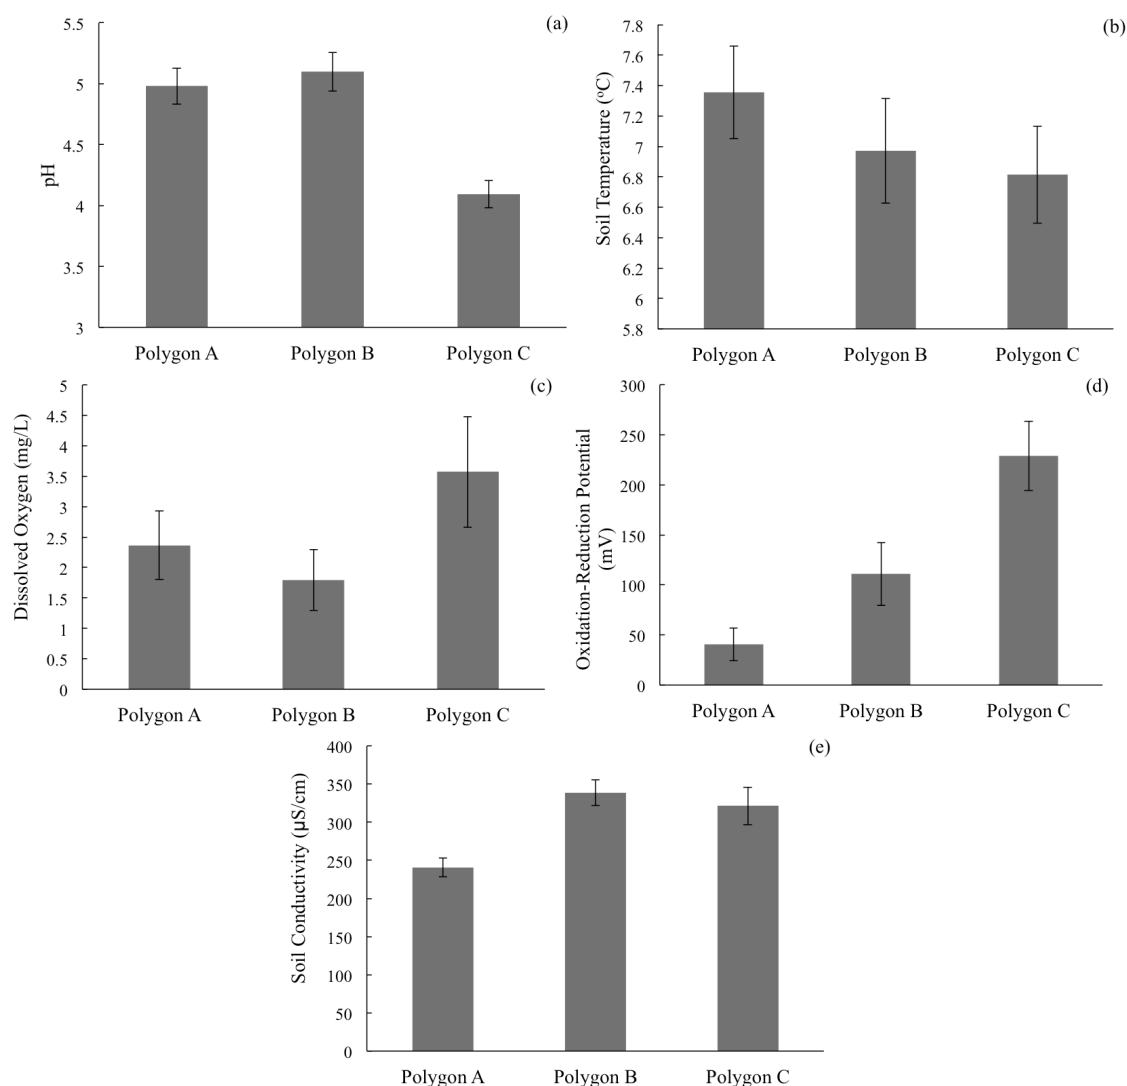 (a)
5.5
5
4.5
4
3.5
3
pH
Polygon A Polygon B Polygon C
(b)
7.8
7.6
7.4
7.2
7
6.8
6.6
6.4
6.2
6
5.8
Soil Temperature (°C)
Polygon A Polygon B Polygon C
(c)
5
4.5
4
3.5
3
2.5
2
1.5
1
0.5
0
Dissolved Oxygen (mg/L)
Polygon A Polygon B Polygon C
(d)
300
250
200
150
100
50
0
Oxidation-Reduction Potential
(mV)
Polygon A Polygon B Polygon C
(e)
400
350
300
250
200
150
100
50
0
Soil Conductivity (µS/cm)
Polygon A Polygon B Polygon C